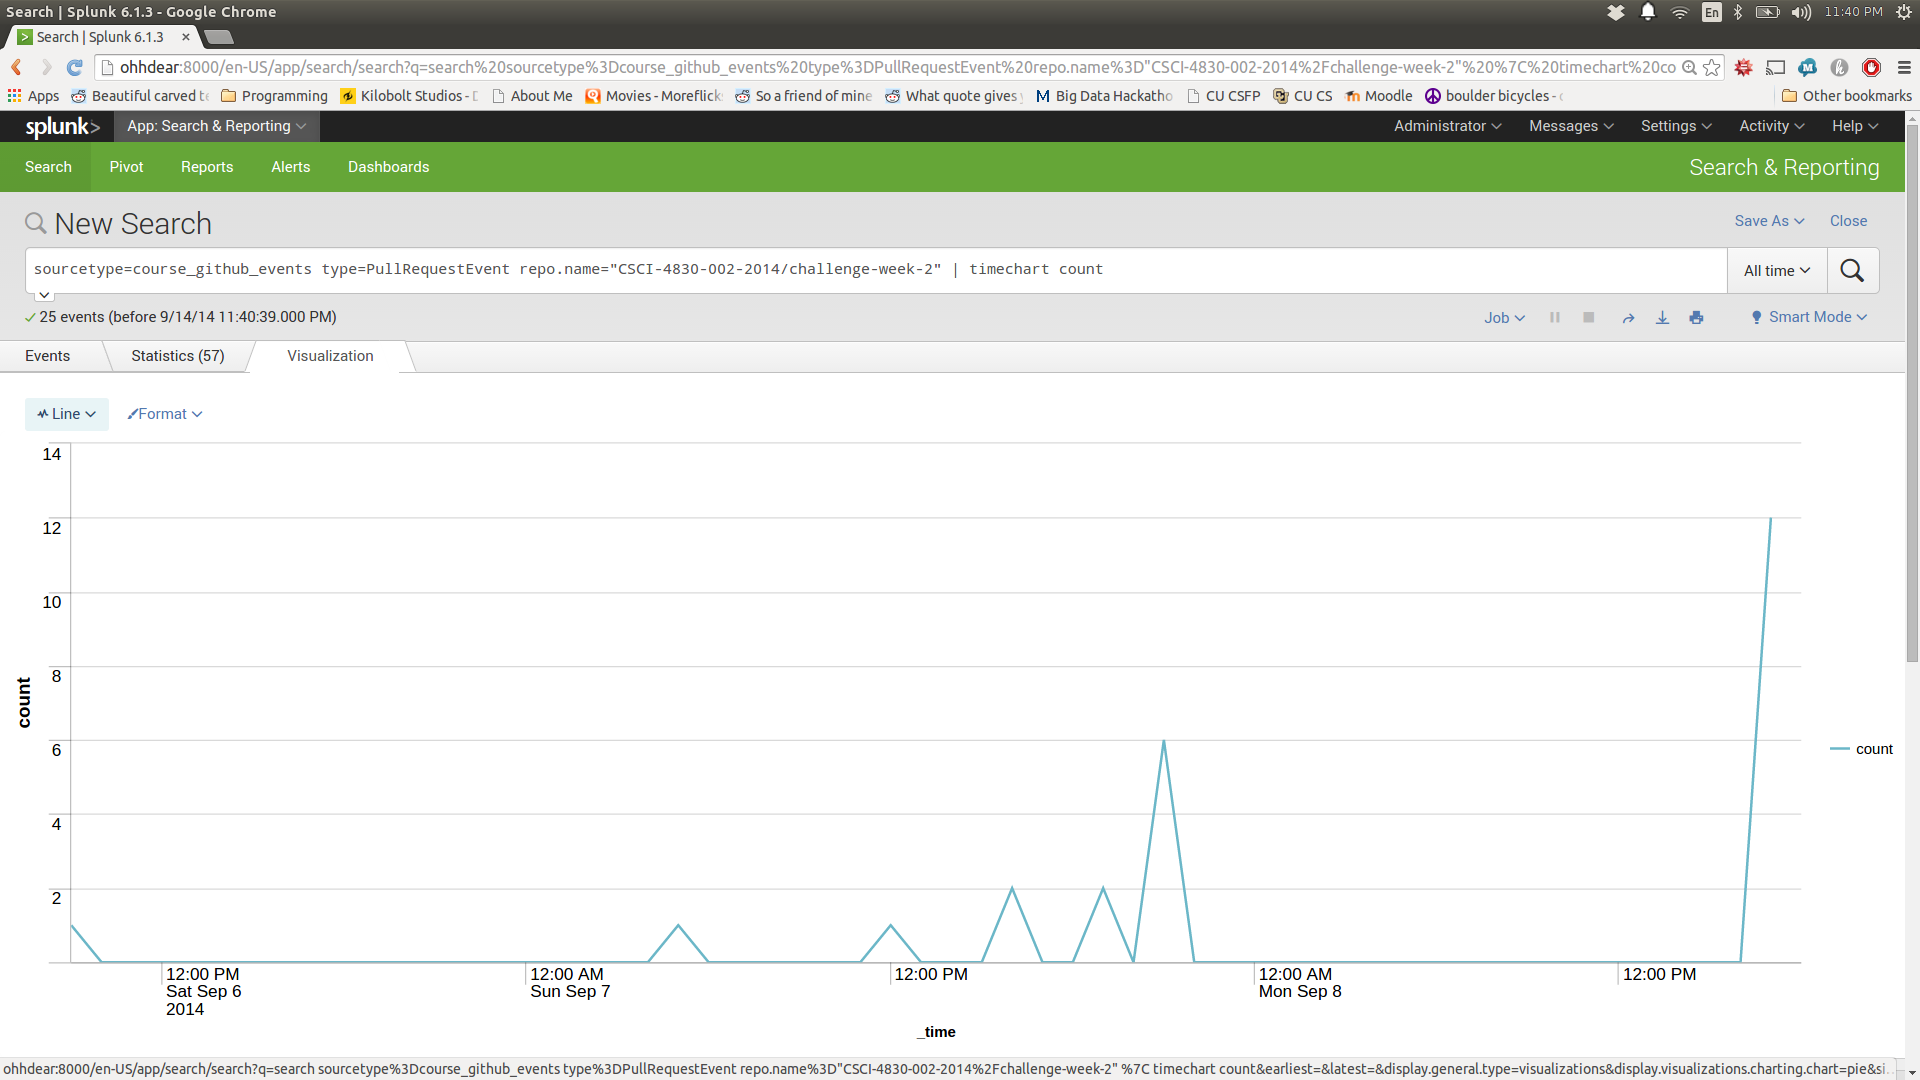 Search | Splunk 6.1.3 - Google Chrome
En
11:40 PM
Search | Splunk 6.1.3
ohhdear:8000/en-US/app/search/search?q=search%20sourcetype%3Dcourse_github_events%20type%3DPullRequestEvent%20repo.name%3D"CSCI-4830-002-2014%2Fchallenge-week-2"%20%7C%20timechart%20co
Apps Beautiful carved te Programming Kilobolt Studios - D About Me Movies - Moreflick So a friend of mine What quote gives y Big Data Hackatho CU CSFP CU CS Moodle boulder bicycles - c Other bookmarks
splunk> App: Search & Reporting Administrator Messages Settings Activity Help
Search Pivot Reports Alerts Dashboards Search & Reporting
New Search
Save As Close
sourcetype=course_github_events type=PullRequestEvent repo.name="CSCI-4830-002-2014/challenge-week-2" | timechart count
All time
25 events (before 9/14/14 11:40:39.000 PM)
Job Smart Mode
Events Statistics (57) Visualization
Line Format
14
12
10
8
6
4
2
count
count
12:00 PM
Sat Sep 6
2014
12:00 AM
Sun Sep 7
12:00 PM
12:00 AM
Mon Sep 8
12:00 PM
_time
ohhdear:8000/en-US/app/search/search?q=search sourcetype%3Dcourse_github_events type%3DPullRequestEvent repo.name%3D"CSCI-4830-002-2014%2Fchallenge-week-2" %7C timechart count&earliest=&latest=&display.general.type=visualizations&display.visualizations.charting.chart=pie&si...